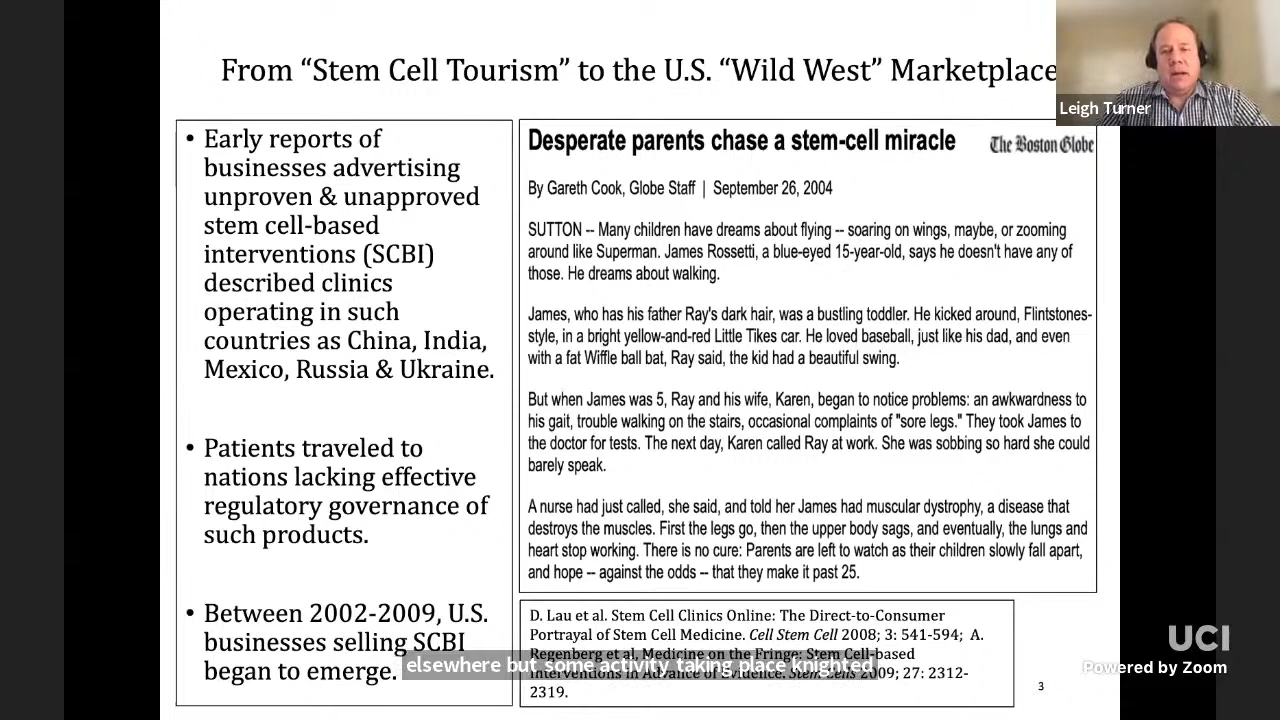 From “Stem Cell Tourism” to the U.S. “Wild West” Marketplace
Leigh Turner
• Early reports of
businesses advertising
unproven & unapproved
stem cell-based
interventions (SCBI)
described clinics
operating in such
countries as China, India,
Mexico, Russia & Ukraine.
• Patients traveled to
nations lacking effective
regulatory governance of
such products.
• Between 2002-2009, U.S.
businesses selling SCBI
began to emerge.
Desperate parents chase a stem-cell miracle
The Boston Globe
By Gareth Cook, Globe Staff | September 26, 2004
SUTTON -- Many children have dreams about flying -- soaring on wings, maybe, or zooming
around like Superman. James Rossetti, a blue-eyed 15-year-old, says he doesn't have any of
those. He dreams about walking.
James, who has his father Ray's dark hair, was a bustling toddler. He kicked around, Flintstones-
style, in a bright yellow-and-red Little Tikes car. He loved baseball, just like his dad, and even
with a fat Wiffle ball bat, Ray said, the kid had a beautiful swing.
But when James was 5, Ray and his wife, Karen, began to notice problems: an awkwardness to
his gait, trouble walking on the stairs, occasional complaints of "sore legs." They took James to
the doctor for tests. The next day, Karen called Ray at work. She was sobbing so hard she could
barely speak.
A nurse had just called, she said, and told her James had muscular dystrophy, a disease that
destroys the muscles. First the legs go, then the upper body sags, and eventually, the lungs and
heart stop working. There is no cure: Parents are left to watch as their children slowly fall apart,
and hope -- against the odds -- that they make it past 25.
D. Lau et al. Stem Cell Clinics Online: The Direct-to-Consumer
Portrayal of Stem Cell Medicine. Cell Stem Cell 2008; 3: 541-594; A.
Regenberg et al, Medicine on the Fringe: Stem Cell-based
Interventions in Advance of Evidence. Stem Cells 2009; 27: 2312-
2319.
elsewhere but some activity taking place knighted
3
UCI
Powered by Zoom